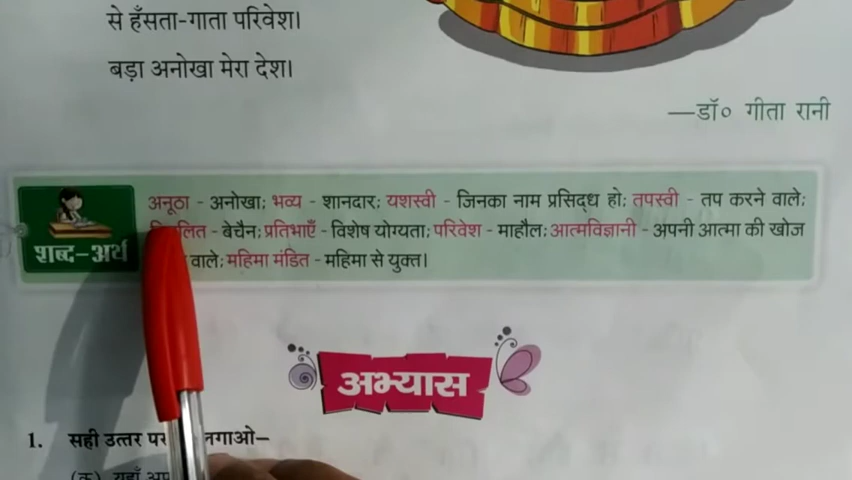 से हँसता-गाता परिवेश।
बड़ा अनोखा मेरा देश।
—डॉ० गीता रानी
शब्द-अर्थ
अनूठा - अनोखा; भव्य - शानदार; यशस्वी - जिनका नाम प्रसिद्ध हो; तपस्वी - तप करने वाले;
- बेचैन; प्रतिभाएँ - विशेष योग्यता; परिवेश - माहौल; आत्मविज्ञानी - अपनी आत्मा की खोज
वाले; महिमा मंडित - महिमा से युक्त।
अभ्यास
1. सही उत्तर पर लगाओ—
(क) यहाँ